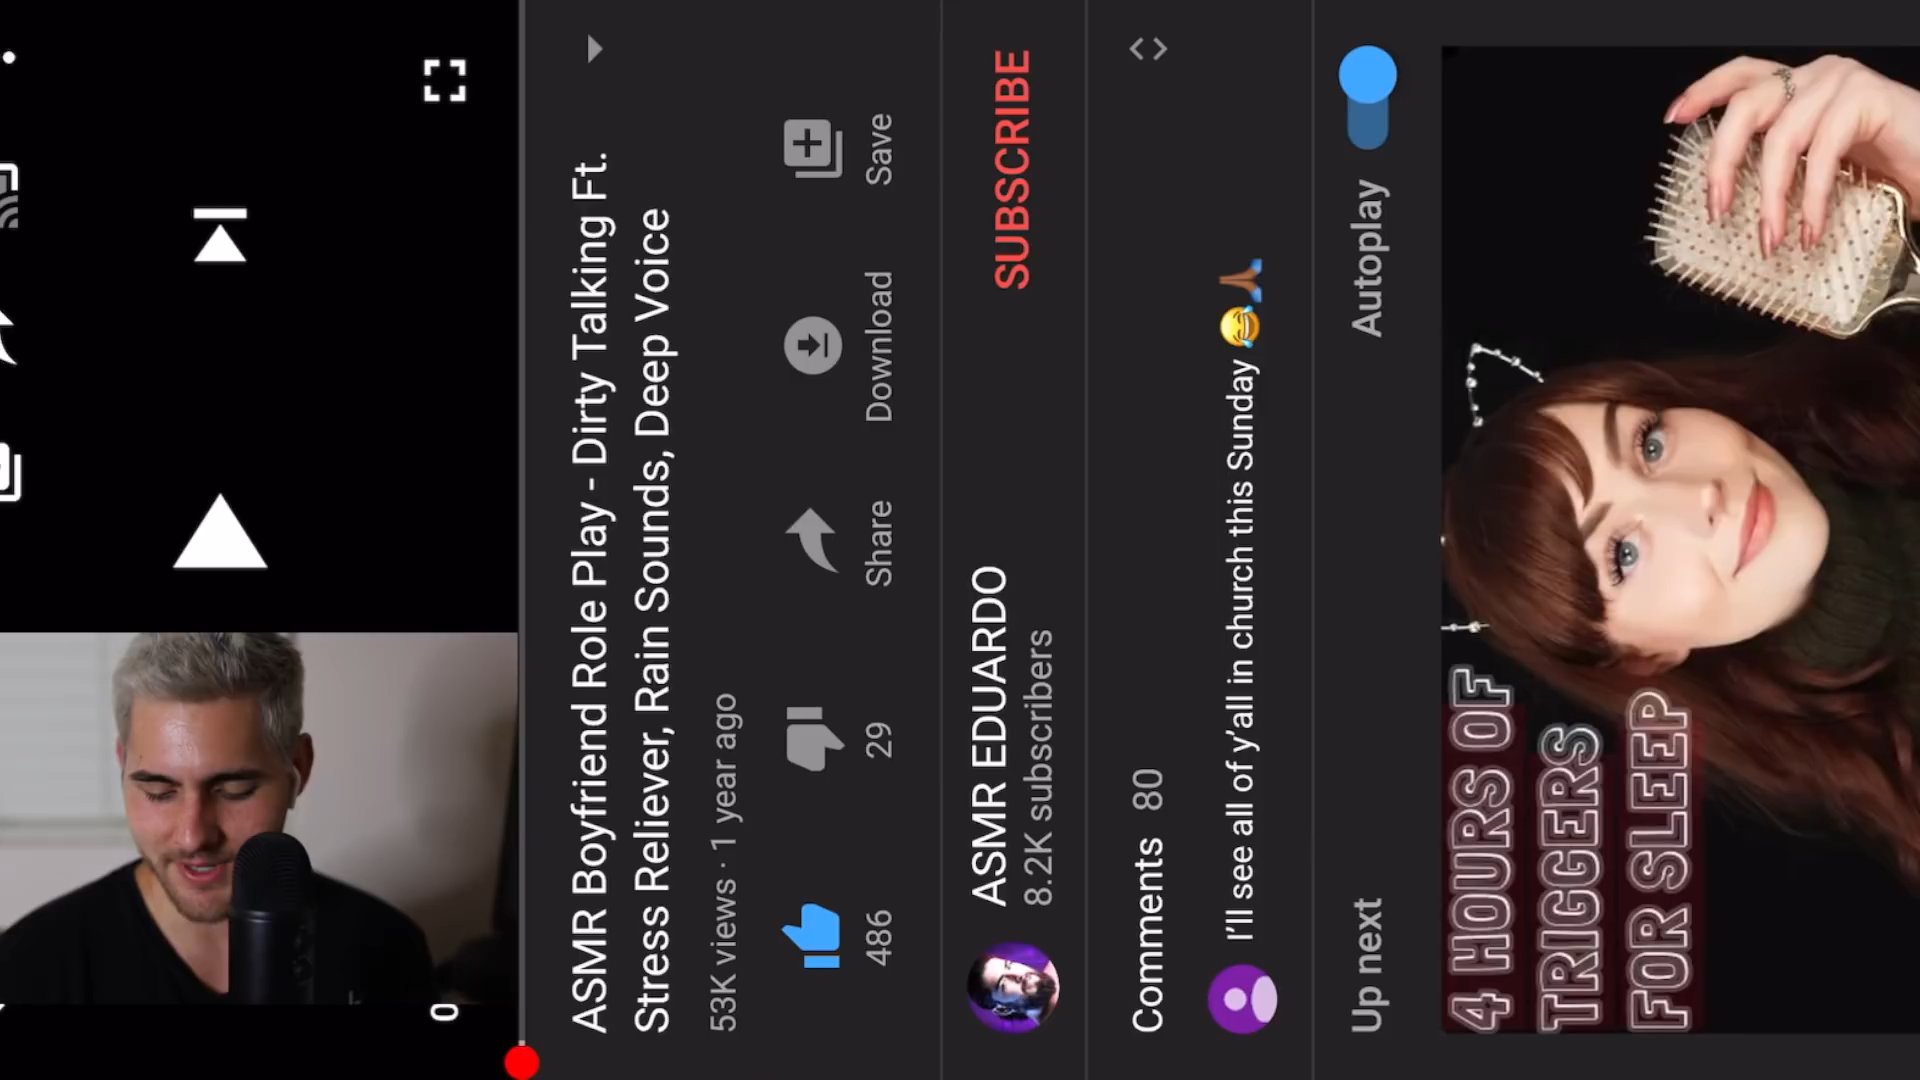 ASMR Boyfriend Role Play - Dirty Talking Ft.
Stress Reliever, Rain Sounds, Deep Voice
53K views · 1 year ago
486
29
Share
Download
Save
ASMR EDUARDO
8.2K subscribers
SUBSCRIBE
Comments 80
I'll see all of y'all in church this Sunday 😂🙏🏾
Up next
Autoplay
4 HOURS OF
TRIGGERS
FOR SLEEP